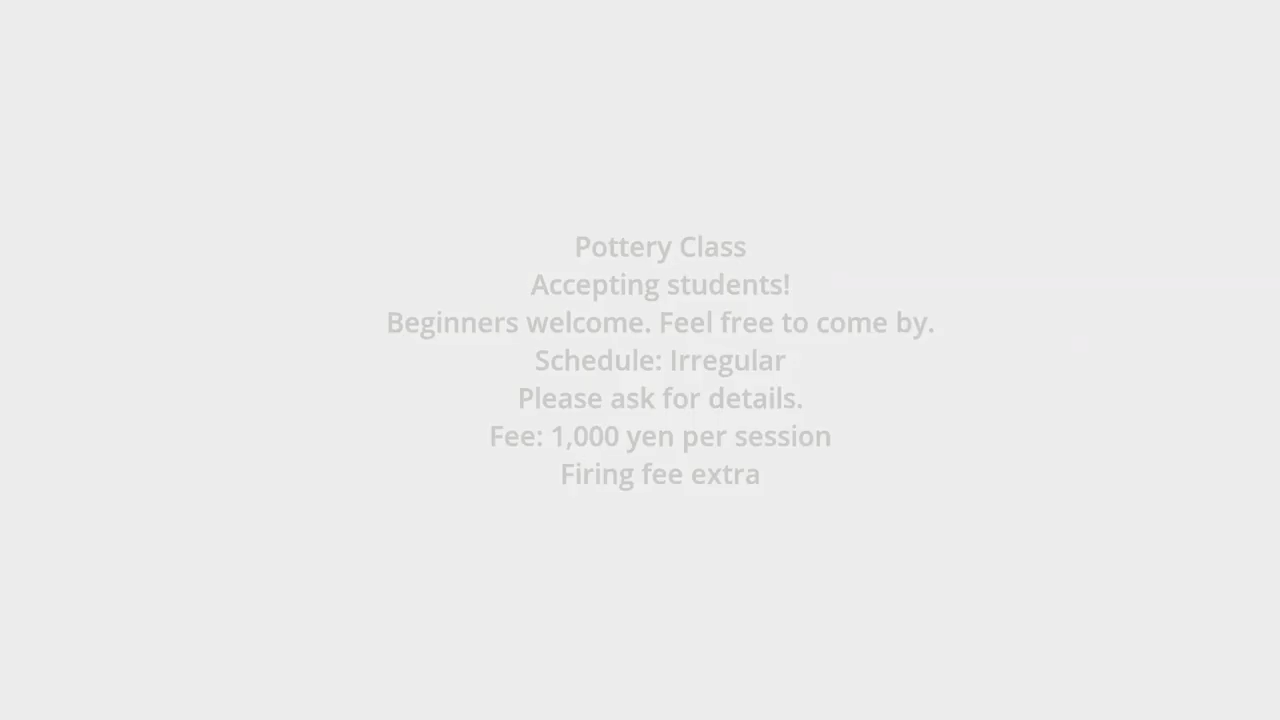 Pottery Class
Accepting students!
Beginners welcome. Feel free to come by.
Schedule: Irregular
Please ask for details.
Fee: 1,000 yen per session
Firing fee extra